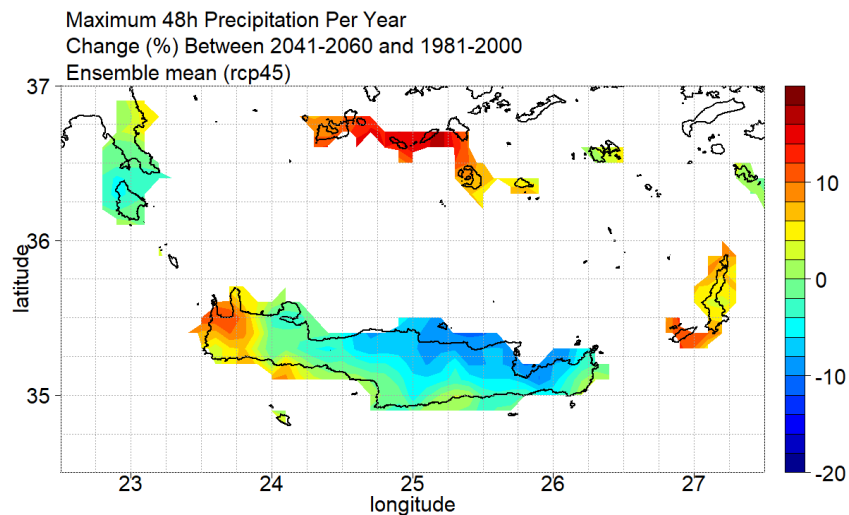 Maximum 48h Precipitation Per Year
Change (%) Between 2041-2060 and 1981-2000
Ensemble mean (rcp45)
37
36
35
latitude
23
24
25
26
27
longitude
10
0
-10
-20